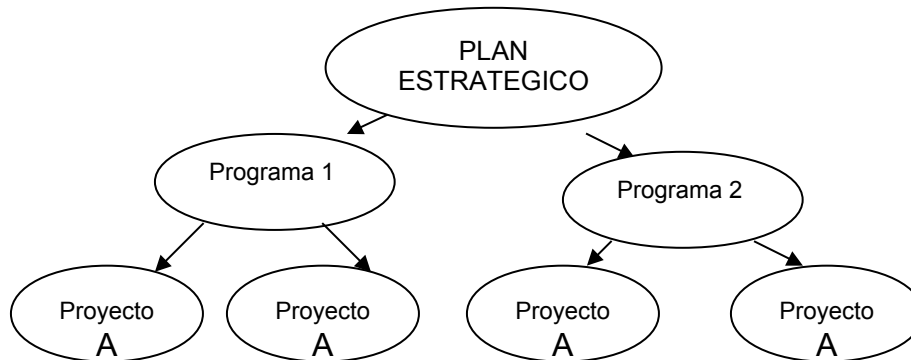 PLAN
ESTRATEGICO
Programa 1
Programa 2
Proyecto
A
Proyecto
A
Proyecto
A
Proyecto
A